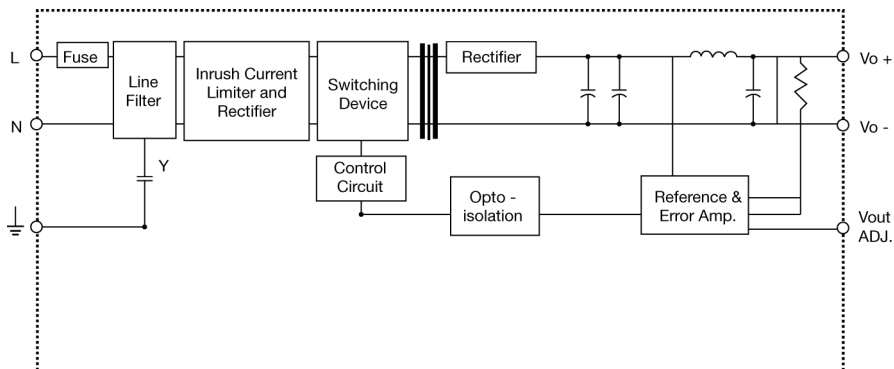 L
Fuse
Line
Filter
Inrush Current
Limiter and
Rectifier
Switching
Device
Rectifier
Vo +
N
Vo -
Y
Control
Circuit
Opto -
isolation
Reference &
Error Amp.
Vout
ADJ.